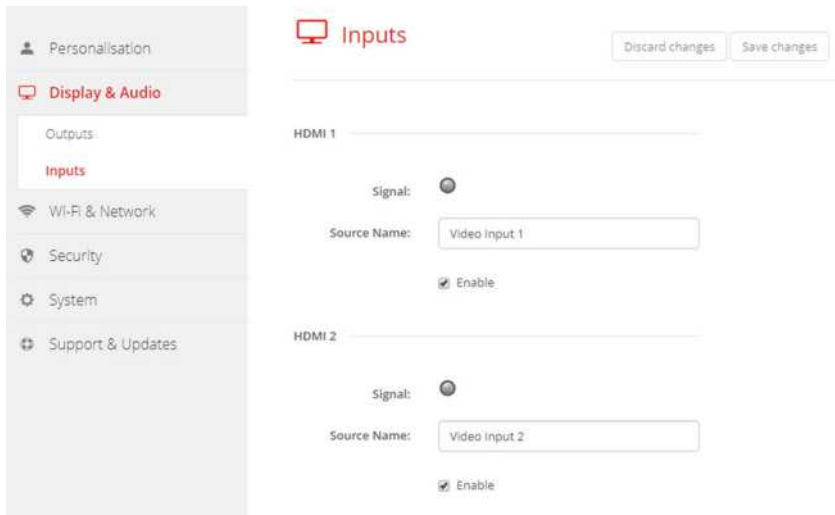 Personalisation
Display & Audio
Outputs
Inputs
Wi-Fi & Network
Security
System
Support & Updates
Inputs
Discard changes
Save changes
HDMI 1
Signal:
Source Name:
Video Input 1
Enable
HDMI 2
Signal:
Source Name:
Video Input 2
Enable